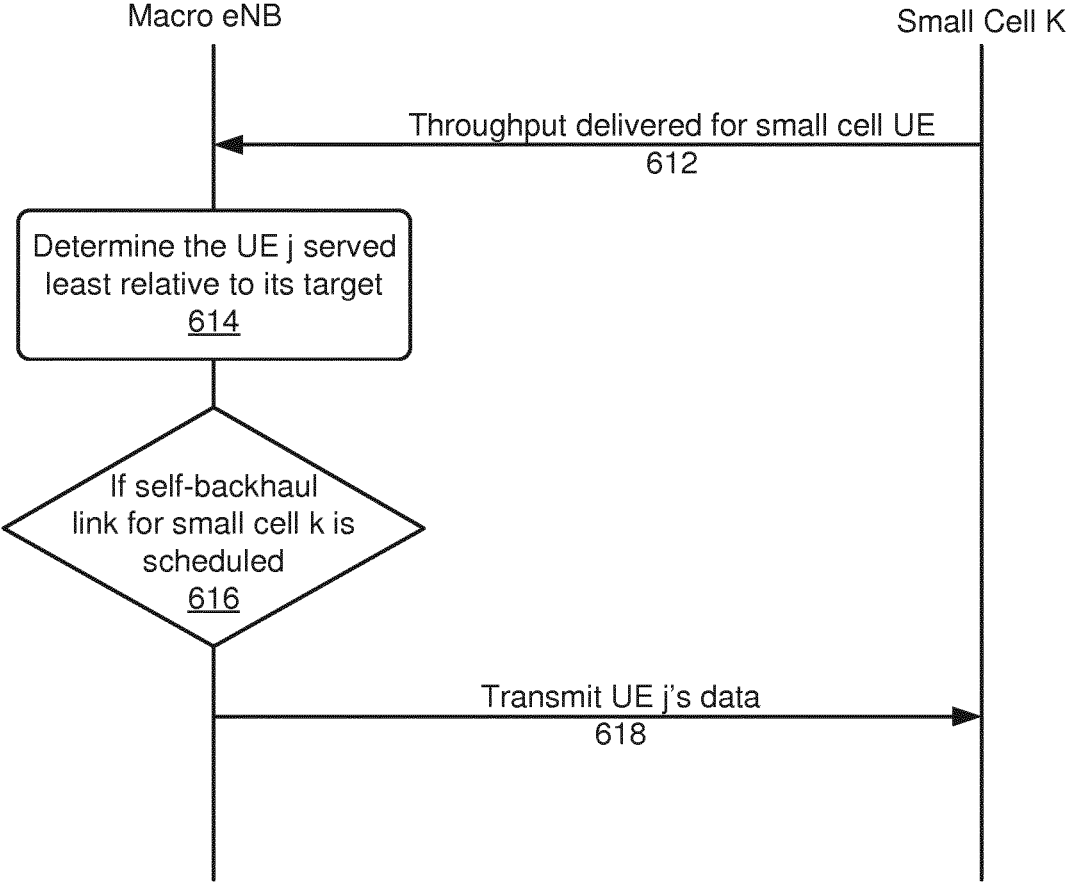 Macro eNB
Small Cell K
Throughput delivered for small cell UE
612
Determine the UE j served
least relative to its target
614
If self-backhaul
link for small cell k is
scheduled
616
Transmit UE j's data
618